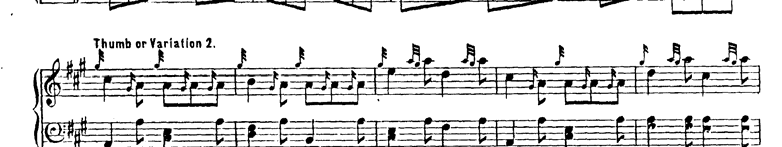 Thumb or Variation 2.